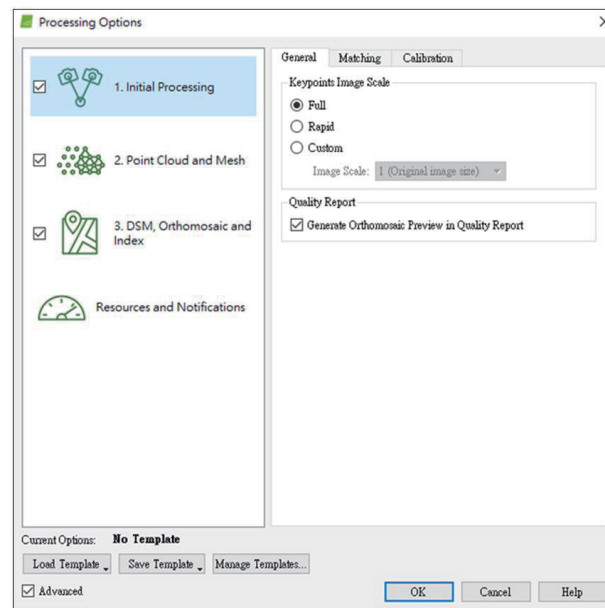 Processing Options
1. Initial Processing
2. Point Cloud and Mesh
3. DSM, Orthomosaic and
Index
Resources and Notifications
General Matching Calibration
Keypoints Image Scale
Full
Rapid
Custom
Image Scale: 1 (Original image size)
Quality Report
Generate Orthomosaic Preview in Quality Report
Current Options: No Template
Load Template Save Template Manage Templates...
Advanced
OK Cancel Help